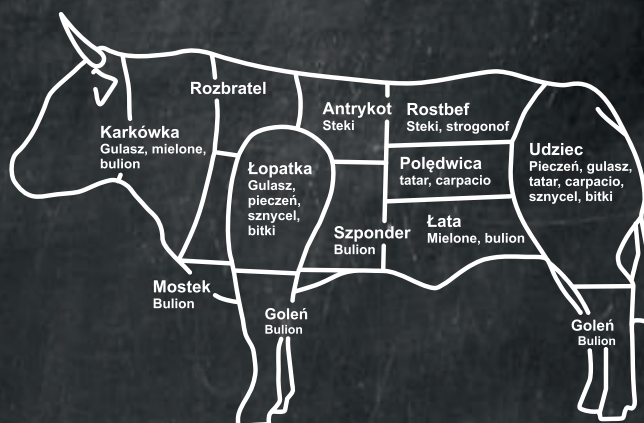 Rozbratel
Karkówka
Gulasz, mielone,
bulion
Antrykot
Steki
Rostbef
Steki, strogonof
Łopatka
Gulasz,
pieczeń,
sznycel,
bitki
Polędwica
tatar, carpacio
Udziec
Pieczeń, gulasz,
tatar, carpacio,
sznycel, bitki
Szponder
Bulion
Łata
Mielone, bulion
Mostek
Bulion
Goleń
Bulion
Goleń
Bulion